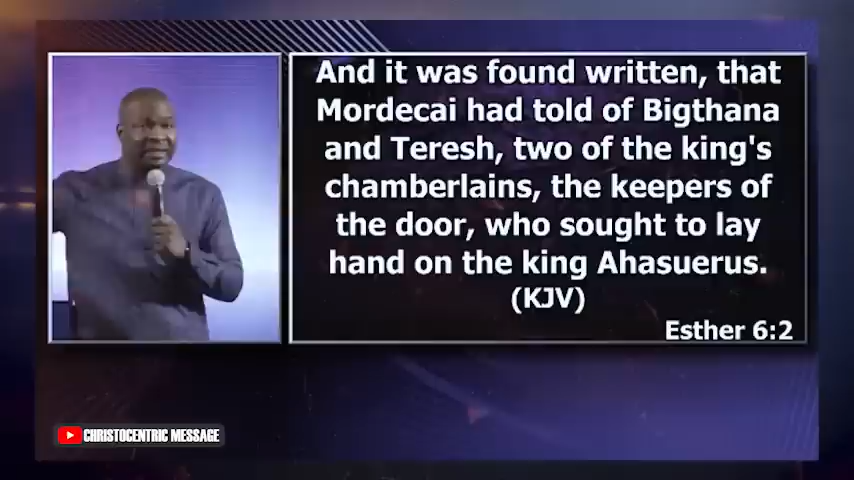 And it was found written, that
Mordecai had told of Bigthana
and Teresh, two of the king's
chamberlains, the keepers of
the door, who sought to lay
hand on the king Ahasuerus.
(KJV)
Esther 6:2
CHRISTOCENTRIC MESSAGE